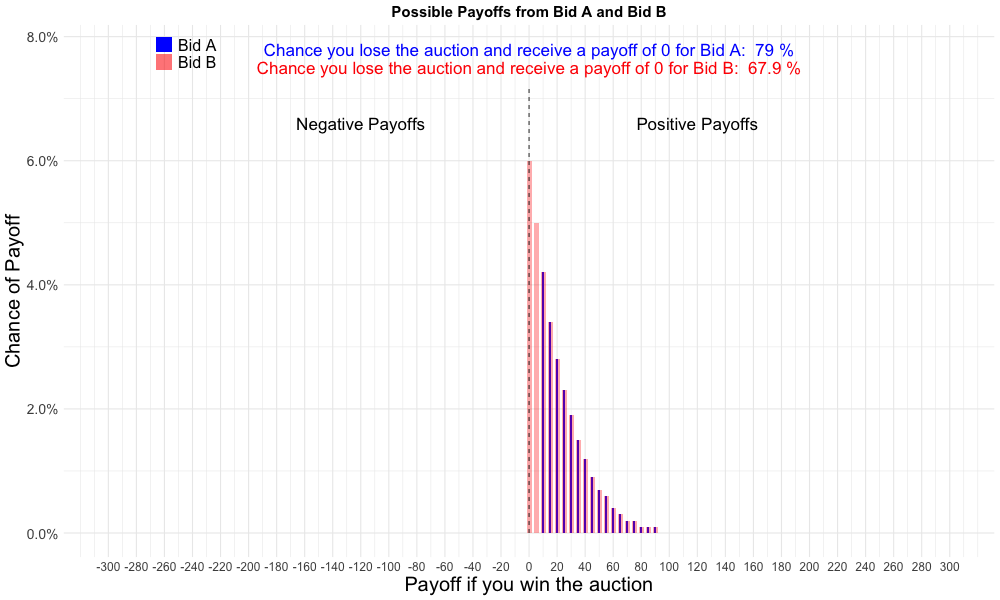 Possible Payoffs from Bid A and Bid B
Bid A
Bid B
Chance you lose the auction and receive a payoff of 0 for Bid A:  79 %
Chance you lose the auction and receive a payoff of 0 for Bid B:  67.9 %
Negative Payoffs
Positive Payoffs
Chance of Payoff
8.0%
6.0%
4.0%
2.0%
0.0%
-300 -280 -260 -240 -220 -200 -180 -160 -140 -120 -100 -80 -60 -40 -20 0 20 40 60 80 100 120 140 160 180 200 220 240 260 280 300
Payoff if you win the auction